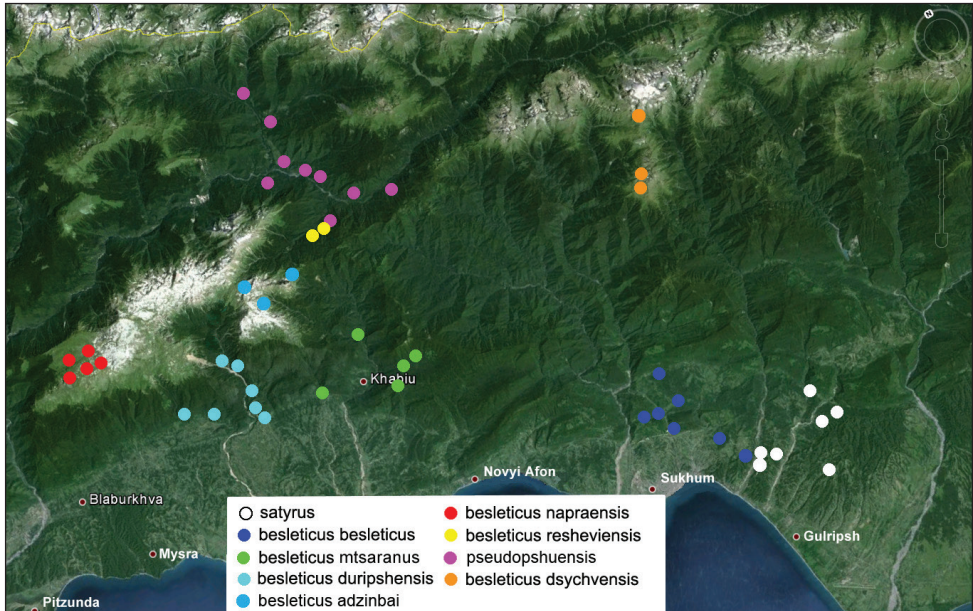 Khabiu
Novyi Afon
Sukhum
Blaburkhva
Gulripsh
Mysra
Pitzunda
satyrus
besleticus besleticus
besleticus mtsaranus
besleticus duripshensis
besleticus adzinbai
besleticus napraensis
besleticus resheviensis
pseudopshuensis
besleticus dsychvensis